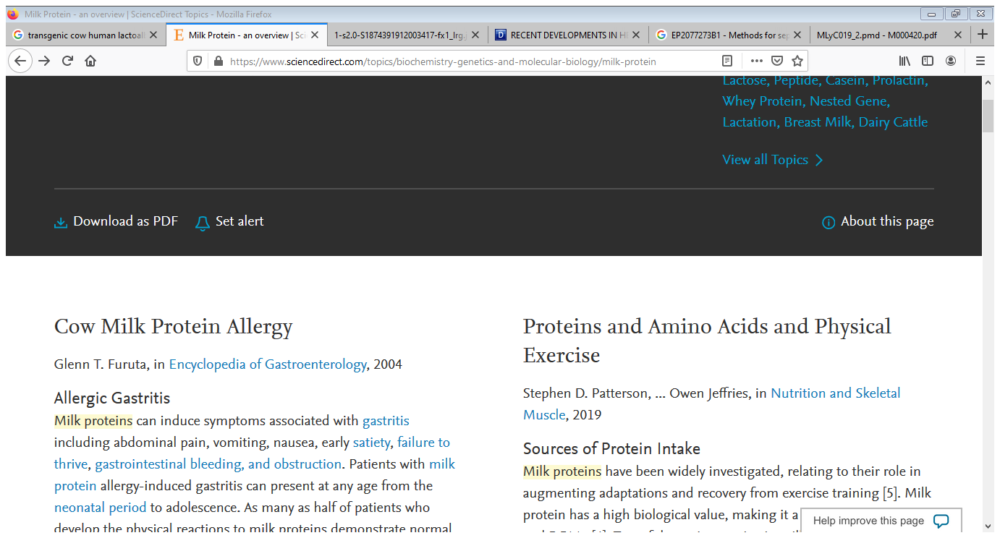 Milk Protein - an overview | ScienceDirect Topics - Mozilla Firefox
transgenic cow human lactoall
Milk Protein - an overview | Sci
1-s2.0-S1874391912003417-fx1_lrg.j
RECENT DEVELOPMENTS IN H
EP2077273B1 - Methods for sep
MLyC019_2.pmd - M000420.pdf
https://www.sciencedirect.com/topics/biochemistry-genetics-and-molecular-biology/milk-protein
Lactose, Peptide, Casein, Prolactin,
Whey Protein, Nested Gene,
Lactation, Breast Milk, Dairy Cattle
View all Topics
Download as PDF
Set alert
About this page
Cow Milk Protein Allergy
Glenn T. Furuta, in Encyclopedia of Gastroenterology, 2004
Allergic Gastritis
Milk proteins can induce symptoms associated with gastritis
including abdominal pain, vomiting, nausea, early satiety, failure to
thrive, gastrointestinal bleeding, and obstruction. Patients with milk
protein allergy-induced gastritis can present at any age from the
neonatal period to adolescence. As many as half of patients who
develop the physical reactions to milk proteins demonstrate normal
Proteins and Amino Acids and Physical
Exercise
Stephen D. Patterson, ... Owen Jeffries, in Nutrition and Skeletal
Muscle, 2019
Sources of Protein Intake
Milk proteins have been widely investigated, relating to their role in
augmenting adaptations and recovery from exercise training [5]. Milk
protein has a high biological value, making it a
Help improve this page